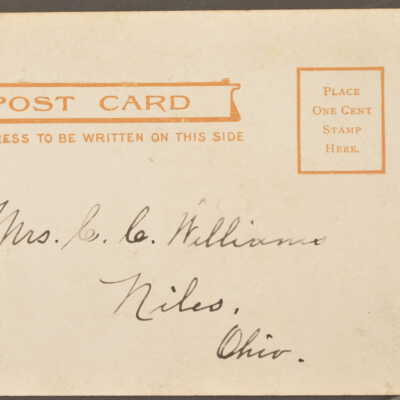 POST CARD
RESS TO BE WRITTEN ON THIS SIDE
PLACE
ONE CENT
STAMP
HERE.
Mrs. C. C. Williams
Niles,
Ohio.